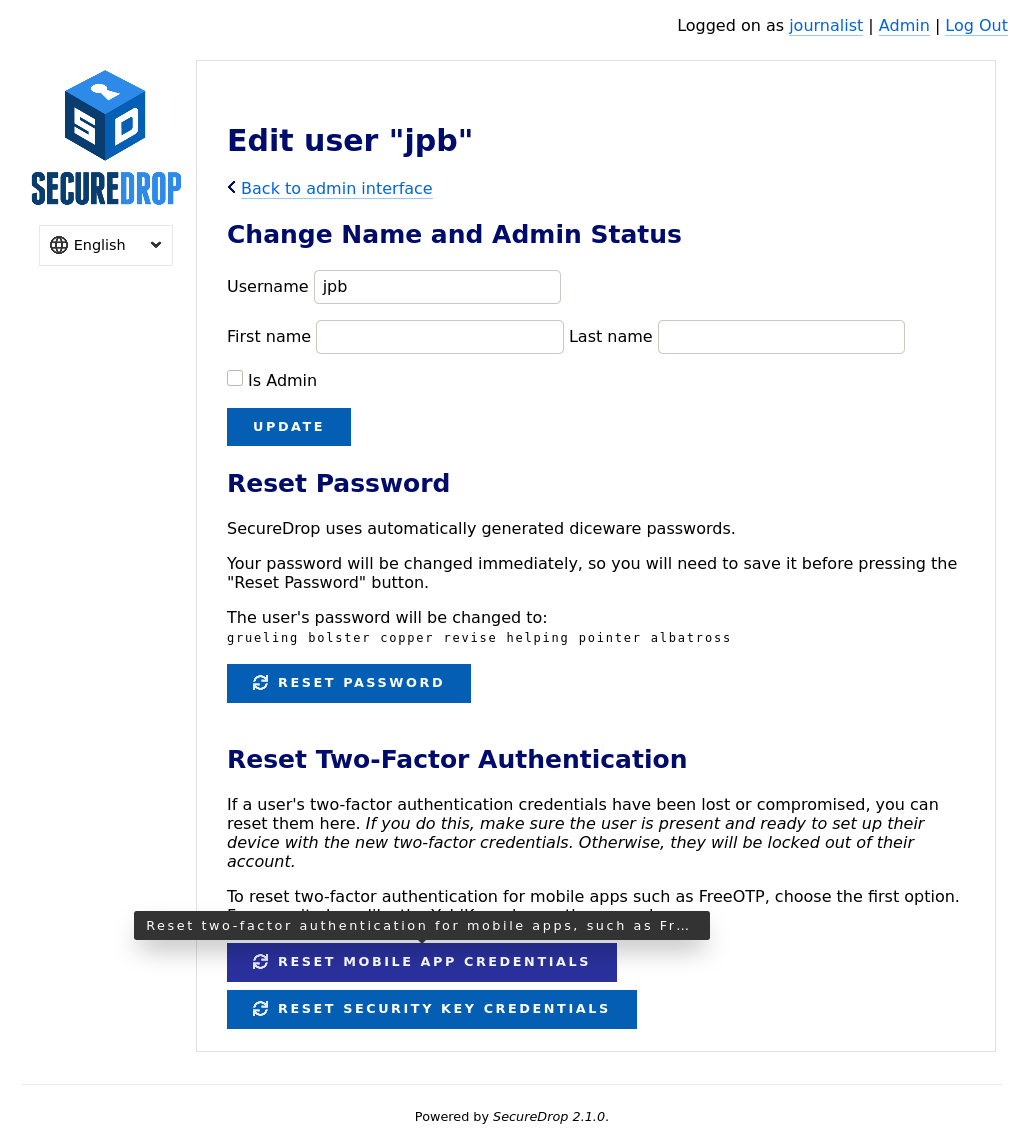 Logged on as journalist | Admin | Log Out
SECUREDROP
English
Edit user "jpb"
Back to admin interface
Change Name and Admin Status
Username jpb
First name Last name
Is Admin
UPDATE
Reset Password
SecureDrop uses automatically generated diceware passwords.
Your password will be changed immediately, so you will need to save it before pressing the
"Reset Password" button.
The user's password will be changed to:
grueling bolster copper revise helping pointer albatross
RESET PASSWORD
Reset Two-Factor Authentication
If a user's two-factor authentication credentials have been lost or compromised, you can
reset them here. If you do this, make sure the user is present and ready to set up their
device with the new two-factor credentials. Otherwise, they will be locked out of their
account.
To reset two-factor authentication for mobile apps such as FreeOTP, choose the first option.
Reset two-factor authentication for mobile apps, such as Fr…
RESET MOBILE APP CREDENTIALS
RESET SECURITY KEY CREDENTIALS
Powered by SecureDrop 2.1.0.